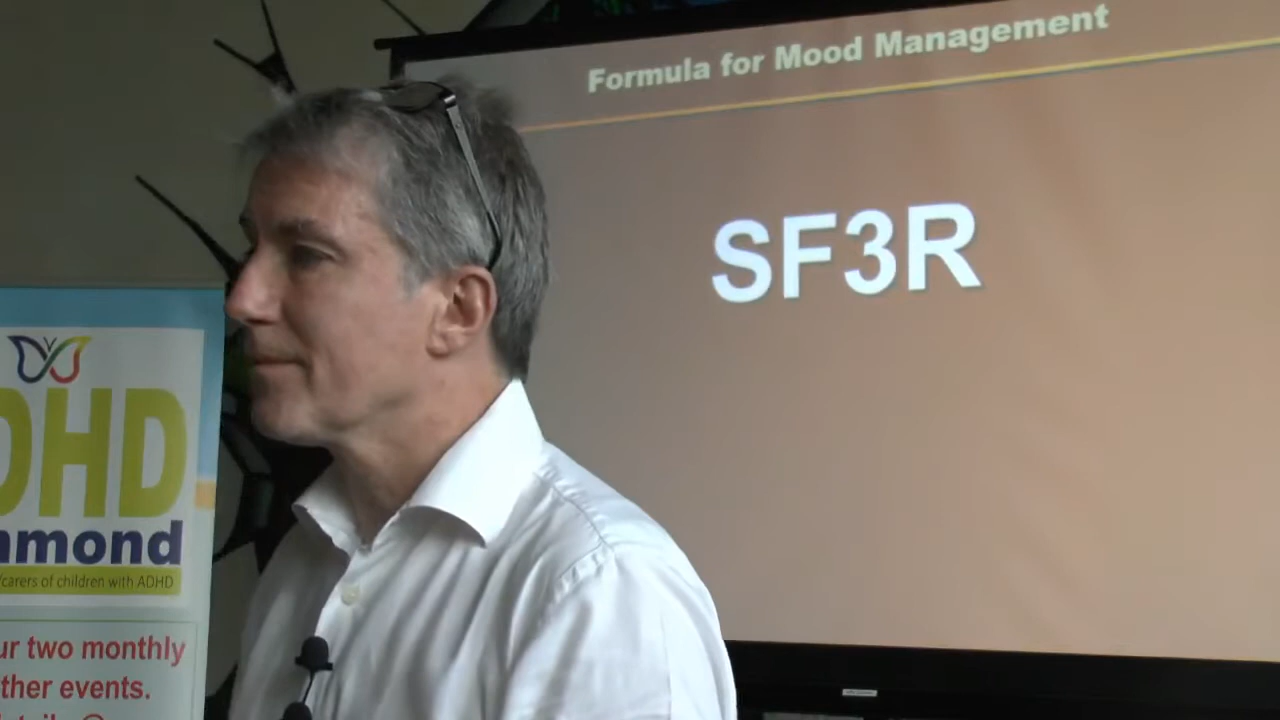 Formula for Mood Management
SF3R
DHD
mmond
/carers of children with ADHD
ur two monthly
ther events.